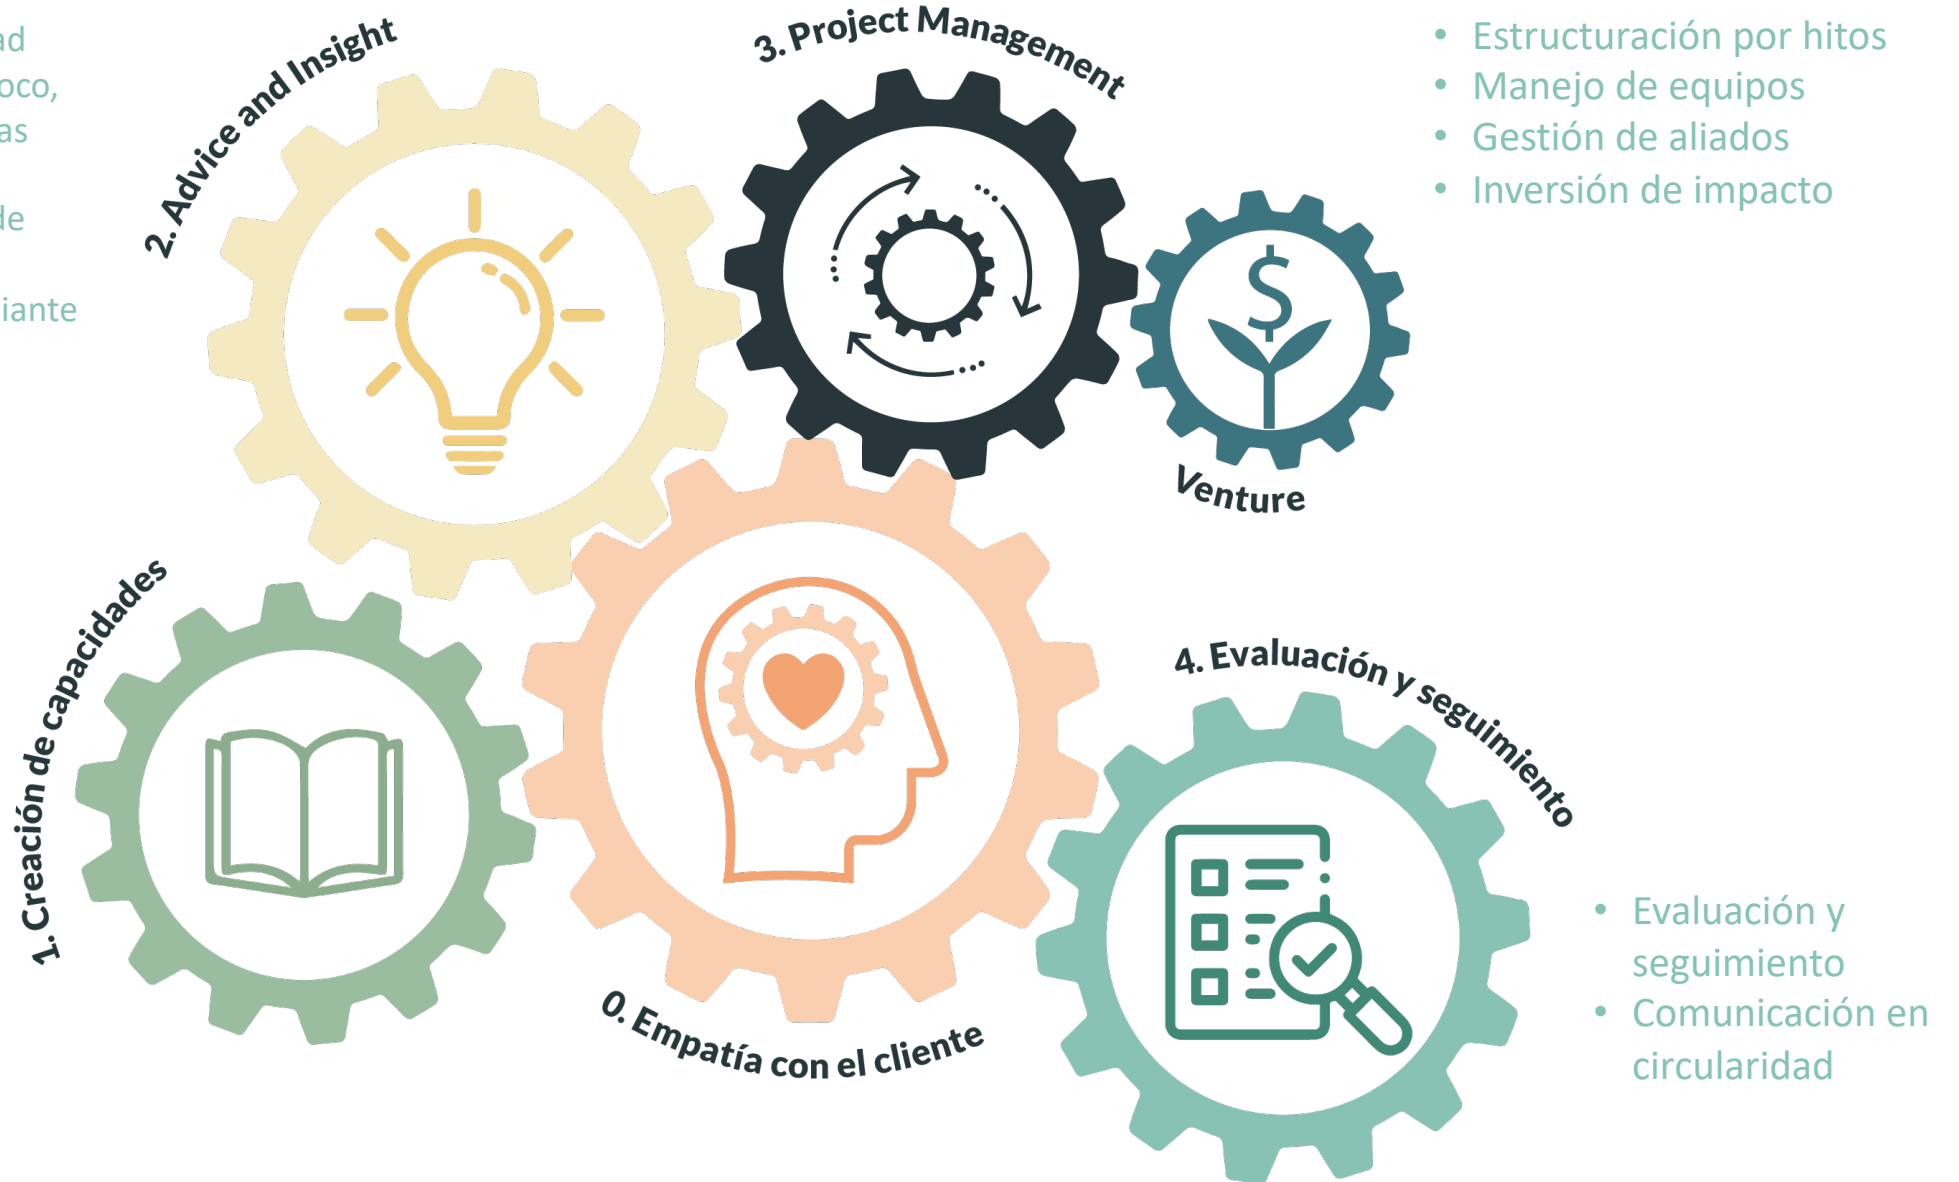 2. Advice and Insight
3. Project Management
• Estructuración por hitos
• Manejo de equipos
• Gestión de aliados
• Inversión de impacto
de
Venture
1. Creación de capacidades
0. Empatía con el cliente
4. Evaluación y seguimiento
• Evaluación y
seguimiento
• Comunicación en
circularidad